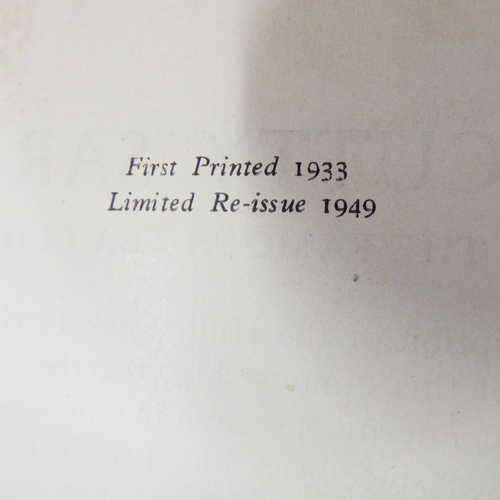 First Printed 1933
Limited Re-issue 1949